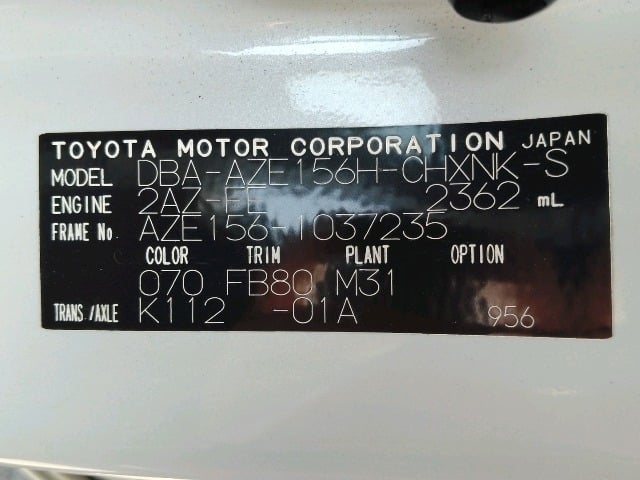 TOYOTA MOTOR CORPORATION JAPAN
MODEL DBA-AZE156H-CHXNK-S
ENGINE 2AZ-FE 2362 mL
FRAME No. AZE156-1037235
COLOR TRIM PLANT OPTION
070 FB80 M31
TRANS./AXLE K112 -01A 956